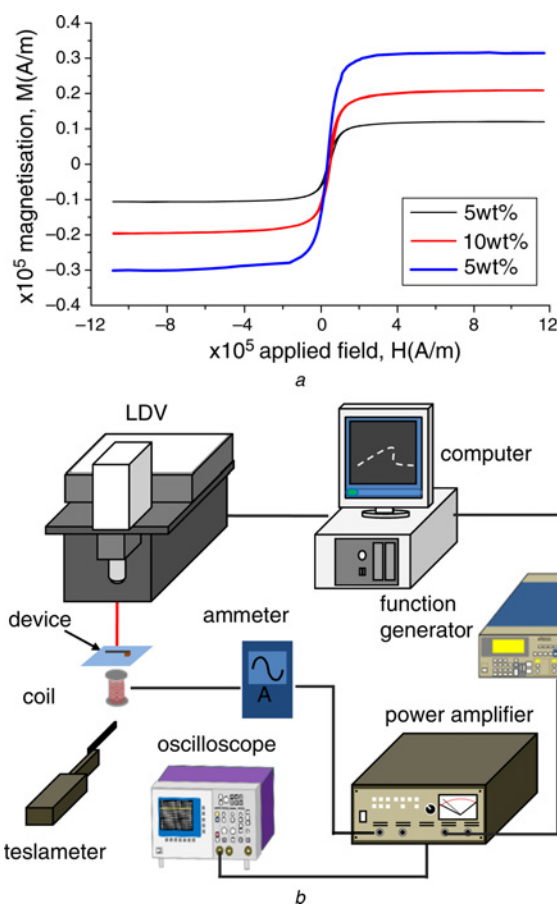 ×10⁵ magnetisation, M(A/m)
0.4
0.3
0.2
0.1
0
−0.1
−0.2
−0.3
−0.4
5wt%
10wt%
5wt%
−12
−8
−4
0
4
8
12
×10⁵ applied field, H(A/m)
a
LDV
computer
device
ammeter
function
generator
coil
A
power amplifier
oscilloscope
teslameter
b